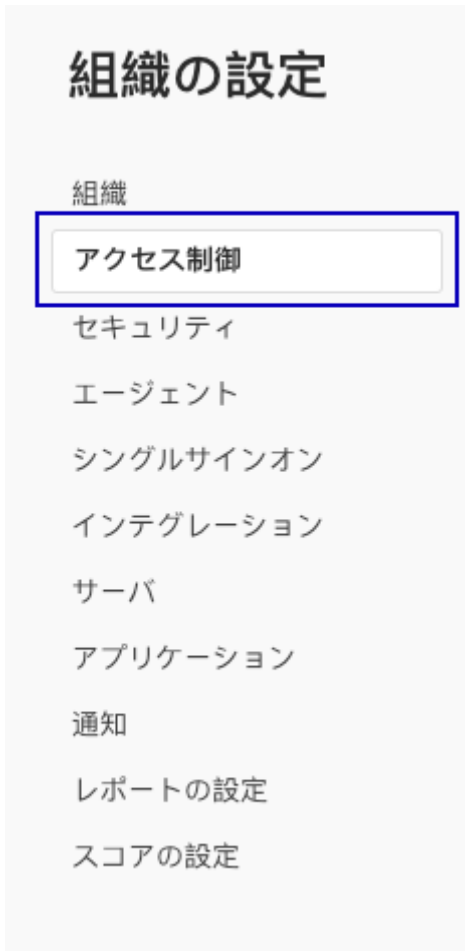 組織の設定
組織
アクセス制御
セキュリティ
エージェント
シングルサインオン
インテグレーション
サーバ
アプリケーション
通知
レポートの設定
スコアの設定